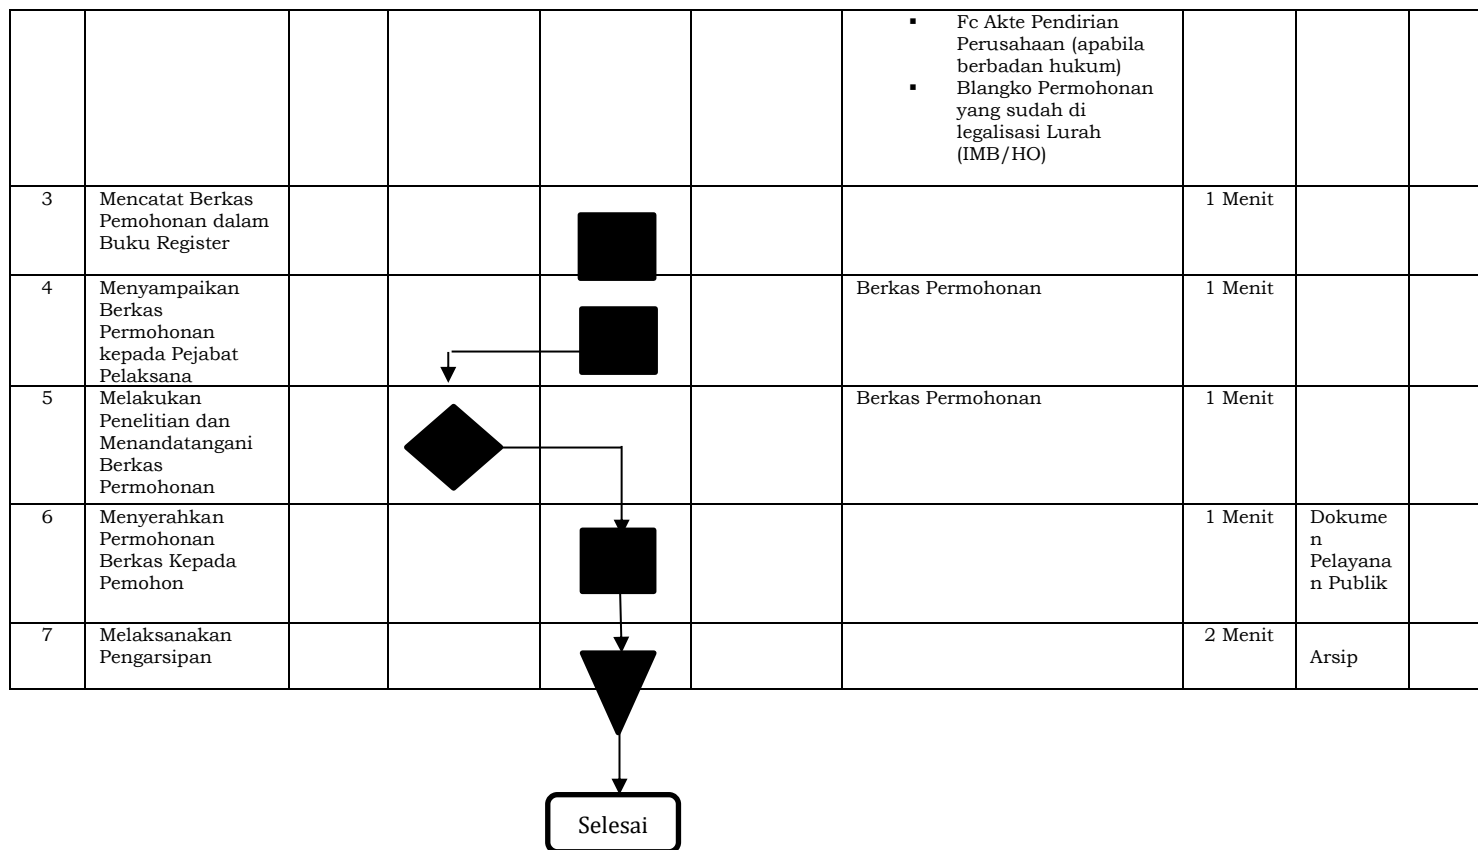 ▪ Fc Akte Pendirian
Perusahaan (apabila
berbadan hukum)
▪ Blangko Permohonan
yang sudah di
legalisasi Lurah
(IMB/HO)
3
Mencatat Berkas
Pemohonan dalam
Buku Register
1 Menit
4
Menyampaikan
Berkas
Permohonan
kepada Pejabat
Pelaksana
Berkas Permohonan
1 Menit
5
Melakukan
Penelitian dan
Menandatangani
Berkas
Permohonan
Berkas Permohonan
1 Menit
6
Menyerahkan
Permohonan
Berkas Kepada
Pemohon
1 Menit
Dokume
n
Pelayana
n Publik
7
Melaksanakan
Pengarsipan
2 Menit
Arsip
Selesai